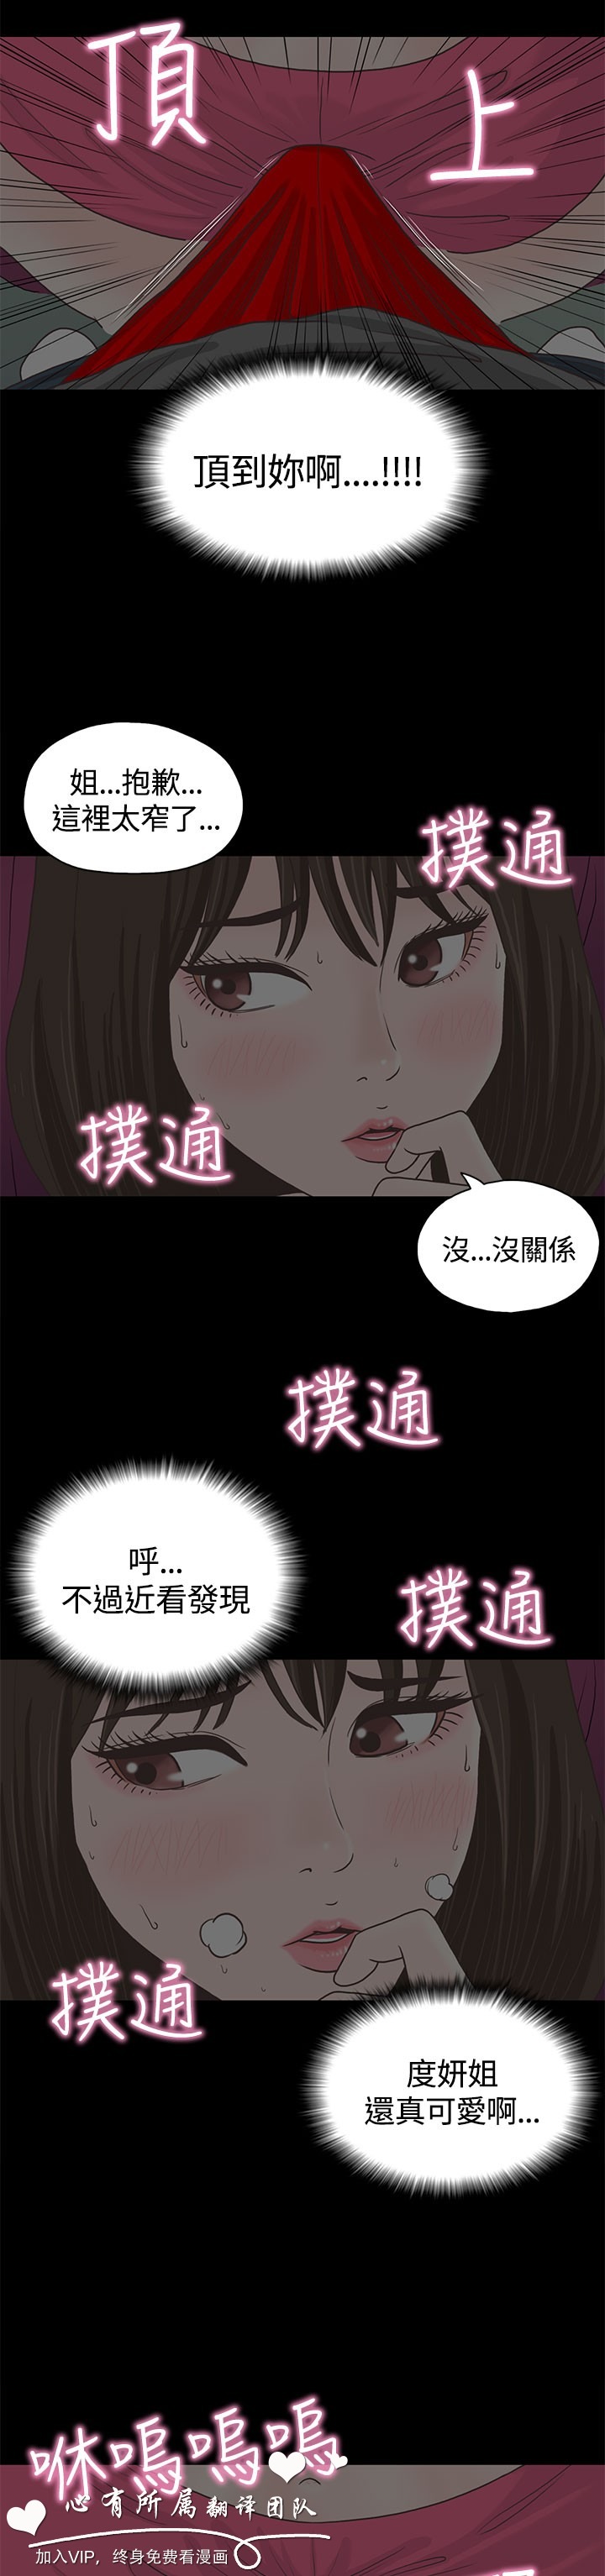 頂上
頂到妳啊....!!!!
姐...抱歉...
這裡太窄了...
撲通
撲通
沒...沒關係
撲通
呼...
不過近看發現
撲通
撲通
度妍姐
還真可愛啊...
咻嗚嗚嗚
心有所属翻译团队
加入VIP，终身免费看漫画